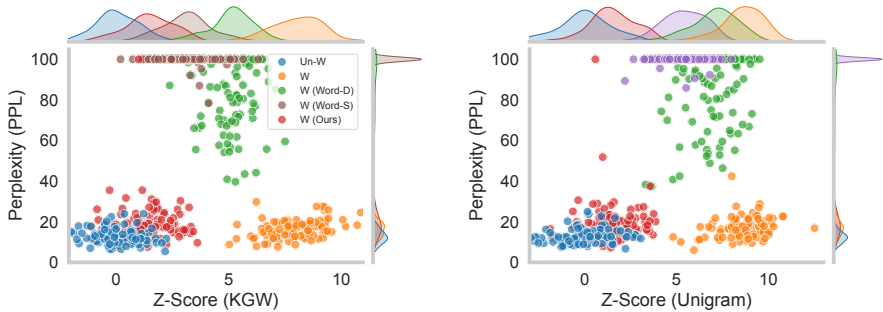 100
80
60
40
20
0
Perplexity (PPL)
0
5
10
Z-Score (KGW)
Un-W
W
W (Word-D)
W (Word-S)
W (Ours)
100
80
60
40
20
0
Perplexity (PPL)
0
5
10
Z-Score (Unigram)